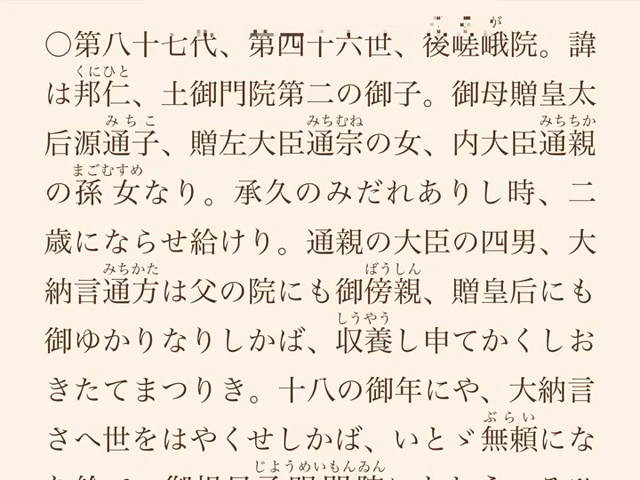 〇第八十七代、第四十六世、後嵯峨院。諱
は邦仁、土御門院第二の御子。御母贈皇太
后源通子、贈左大臣通宗の女、内大臣通親
の孫女なり。承久のみだれありし時、二
歳にならせ給けり。通親の大臣の四男、大
納言通方は父の院にも御傍親、贈皇后にも
御ゆかりなりしかば、収養し申てかくしお
きたてまつりき。十八の御年にや、大納言
さへ世をはやくせしかば、いとゞ無頼にな